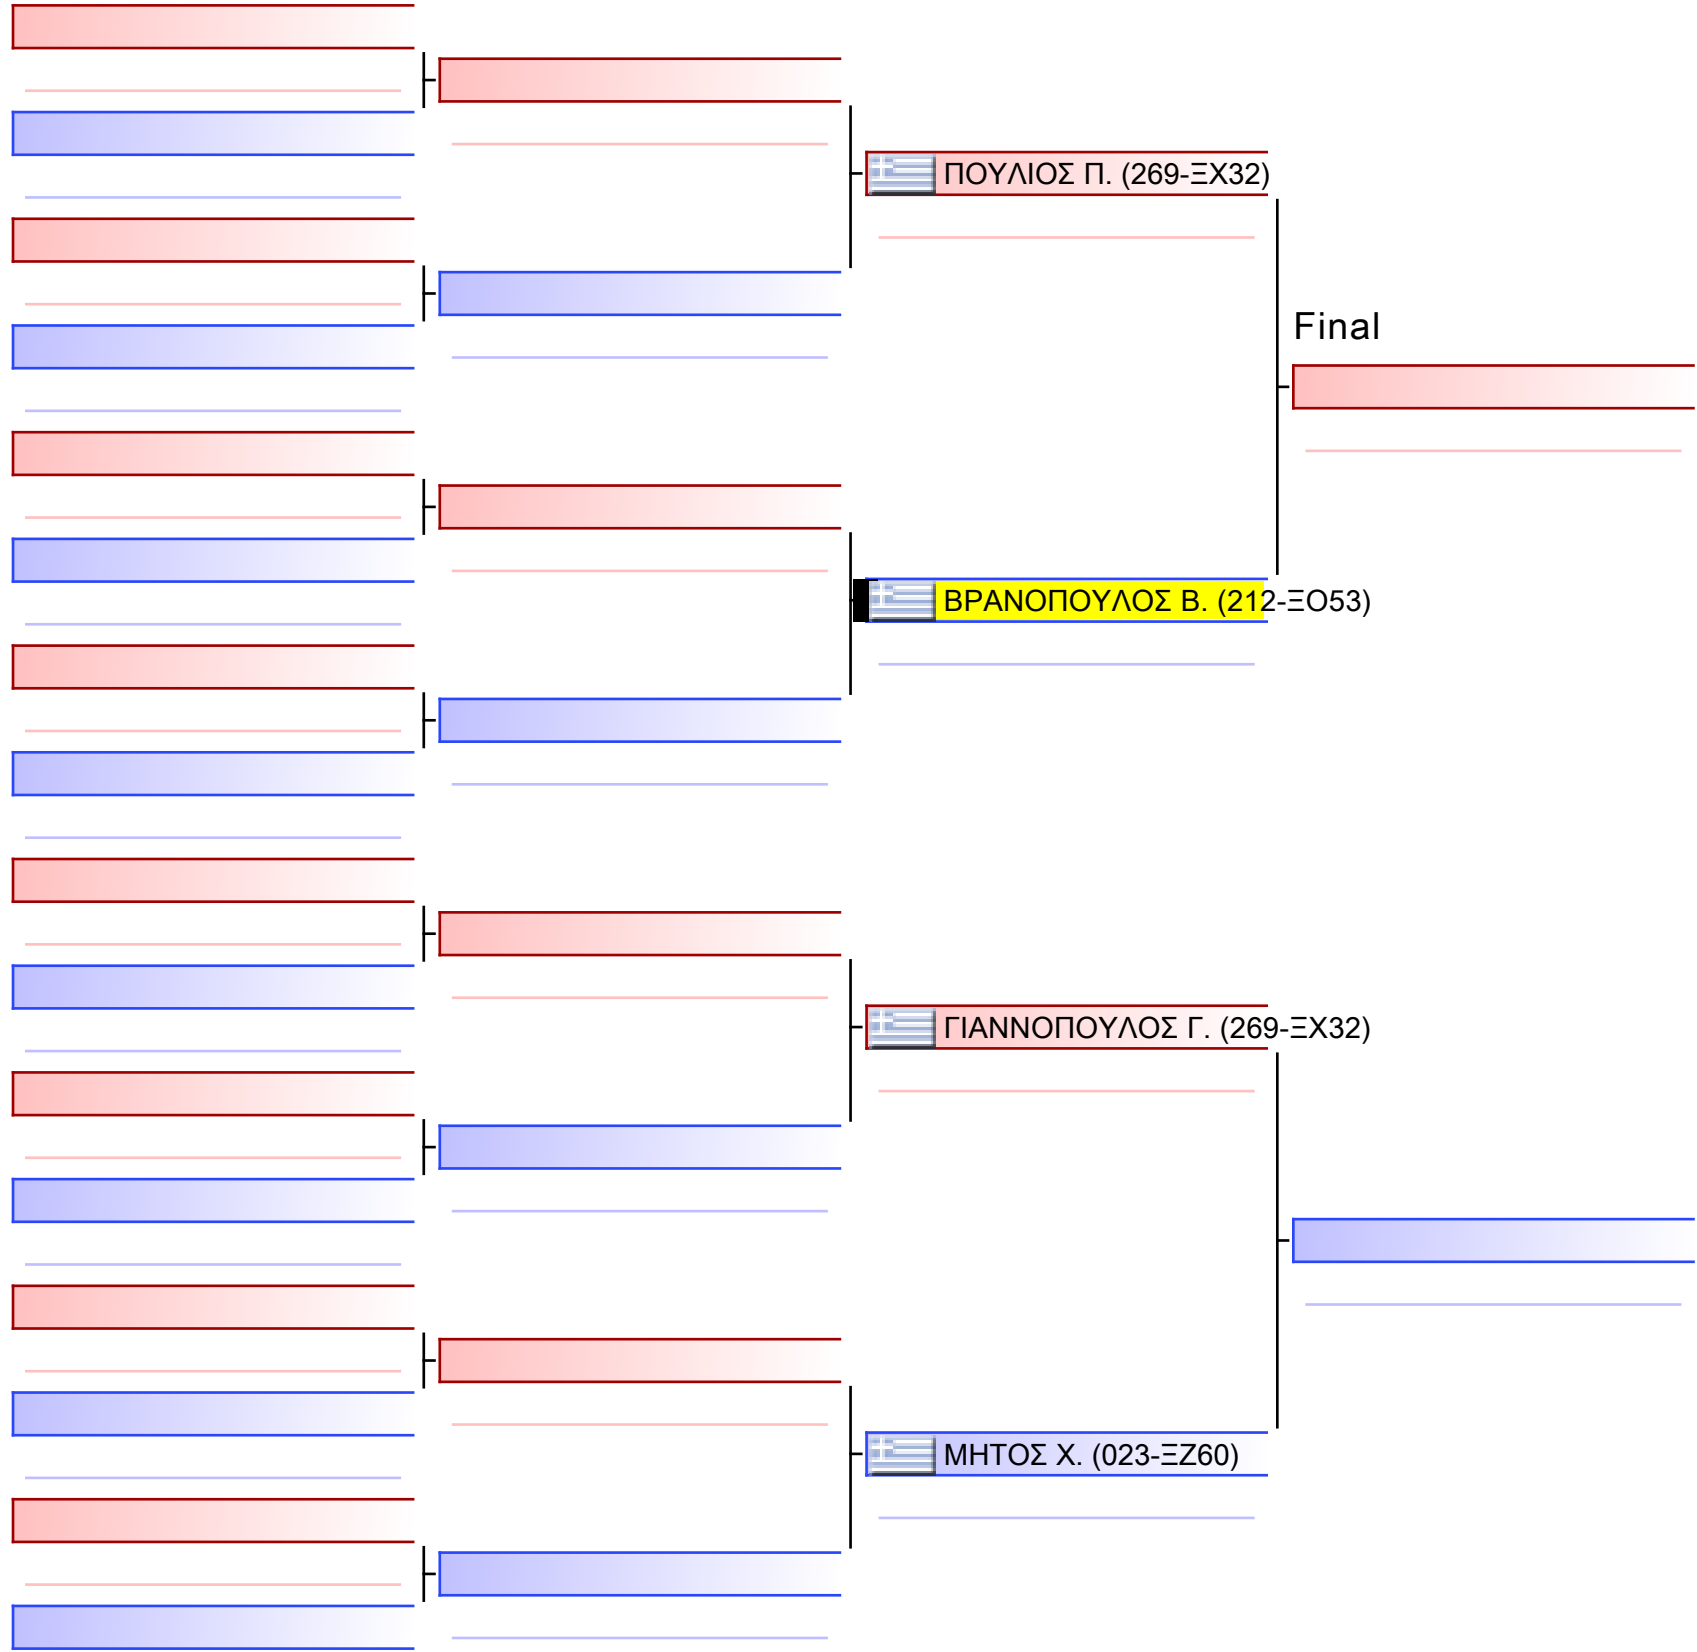 ΠΟΥΛΙΟΣ Π. (269-ΞΧ32)
Final
ΒΡΑΝΟΠΟΥΛΟΣ Β. (212-ΞΟ53)
ΓΙΑΝΝΟΠΟΥΛΟΣ Γ. (269-ΞΧ32)
ΜΗΤΟΣ Χ. (023-ΞΖ60)